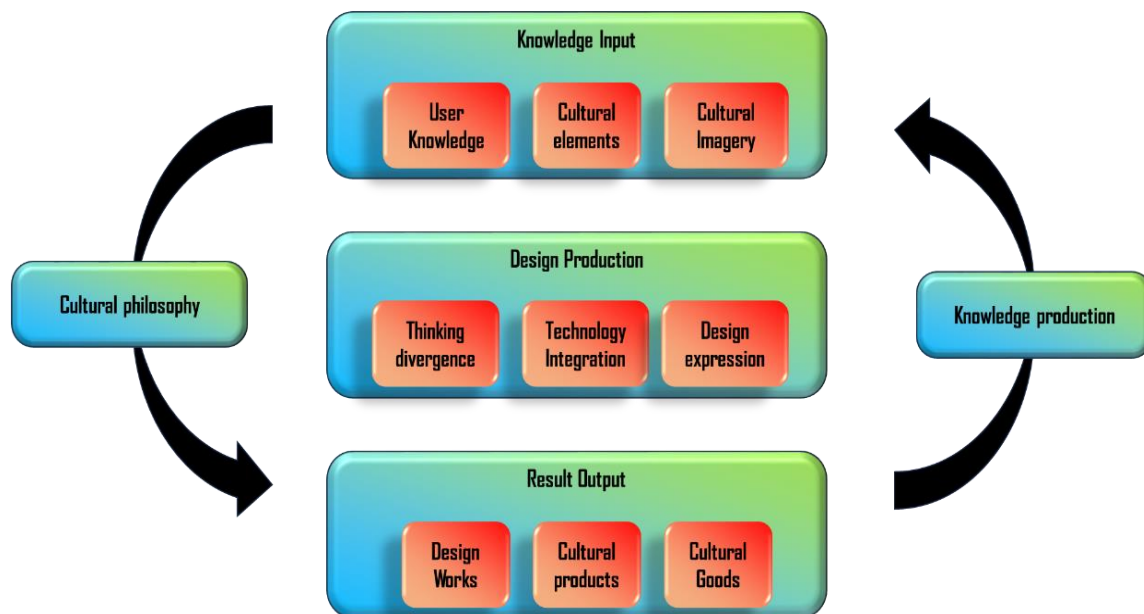 Knowledge Input
User
Knowledge
Cultural
elements
Cultural
Imagery
Cultural philosophy
Design Production
Thinking
divergence
Technology
Integration
Design
expression
Knowledge production
Result Output
Design
Works
Cultural
products
Cultural
Goods